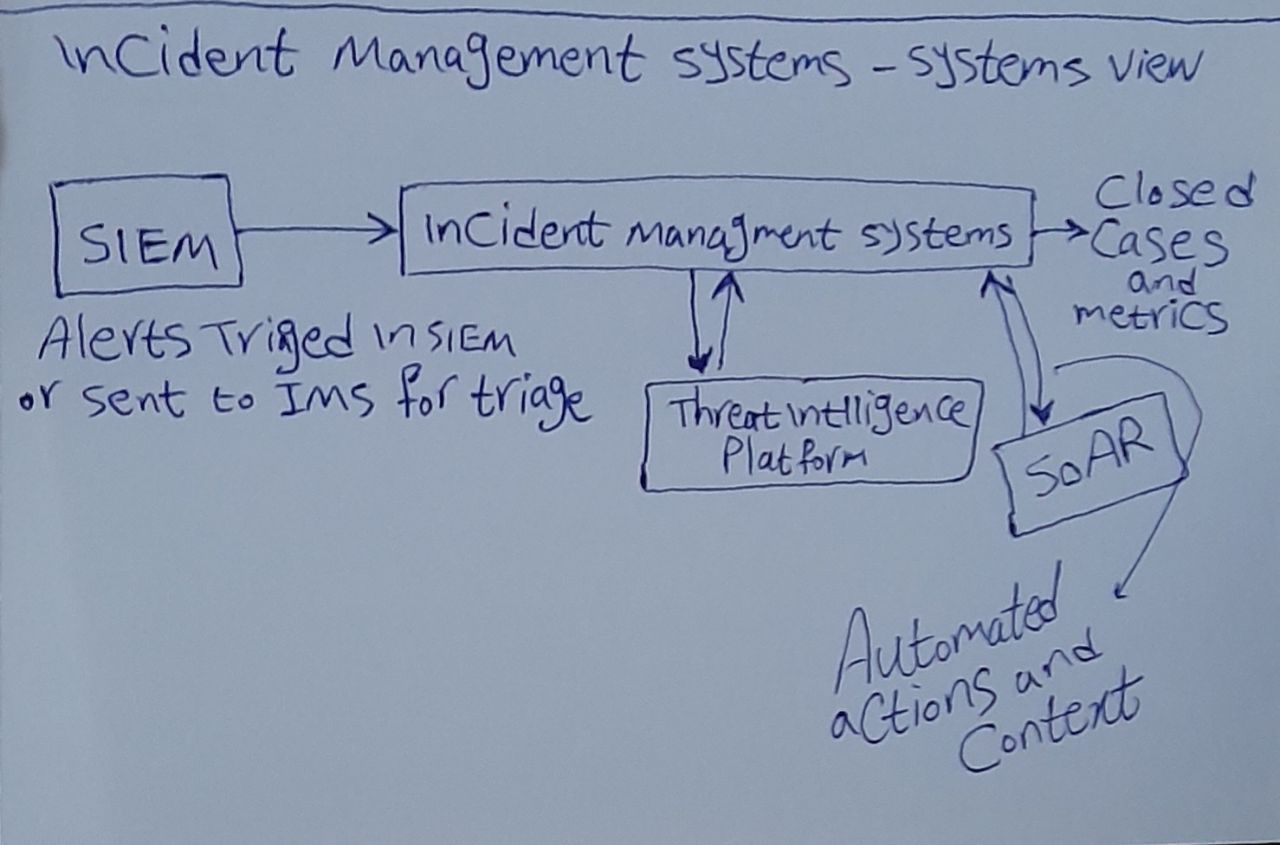 InCident Management systems - systems view
SIEM
InCident Managment systems
Closed
Cases
and
metrics
Alerts Triged in SIEM
or sent to IMS for triage
Threat intlligence
Platform
SOAR
Automated
actions and
Context